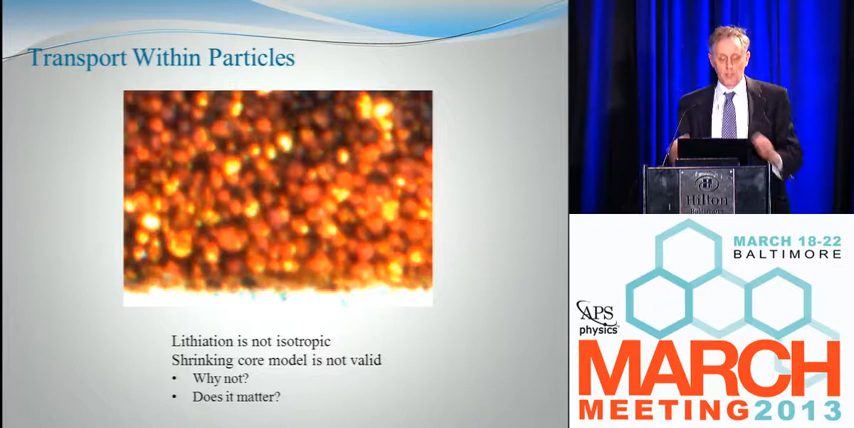 Transport Within Particles
Lithiation is not isotropic
Shrinking core model is not valid
• Why not?
• Does it matter?
Hilton
MARCH 18-22
BALTIMORE
APS
physics
MARCH
MEETING2013